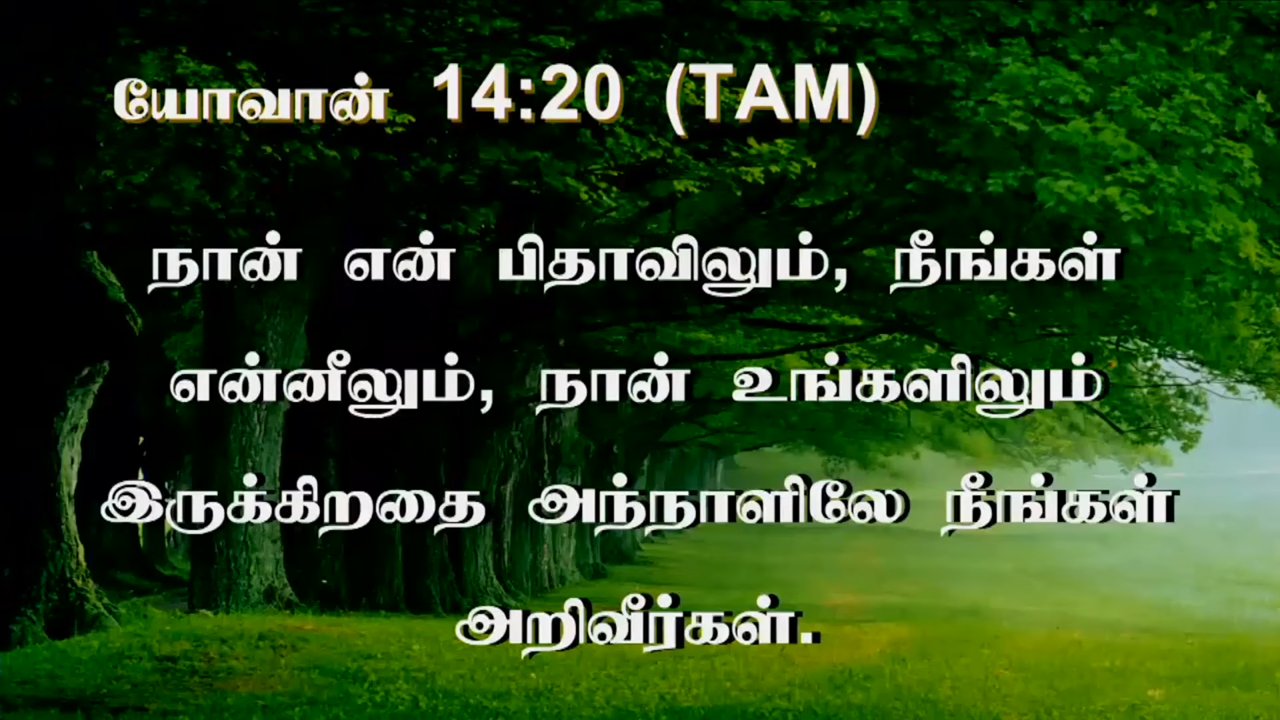 யோவான் 14:20 (TAM)
நான் என் பிதாவிலும், நீங்கள்
என்னீலும், நான் உங்களிலும்
இருக்கிறதை அந்நாளிலே நீங்கள்
அறிவீர்கள்.